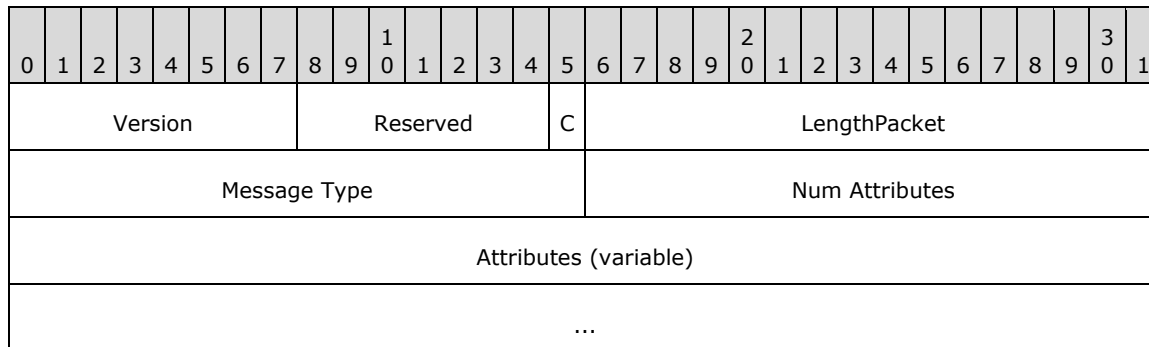 1 2 3
0 1 2 3 4 5 6 7 8 9 0 1 2 3 4 5 6 7 8 9 0 1 2 3 4 5 6 7 8 9 0 1
Version Reserved C LengthPacket
Message Type Num Attributes
Attributes (variable)
...